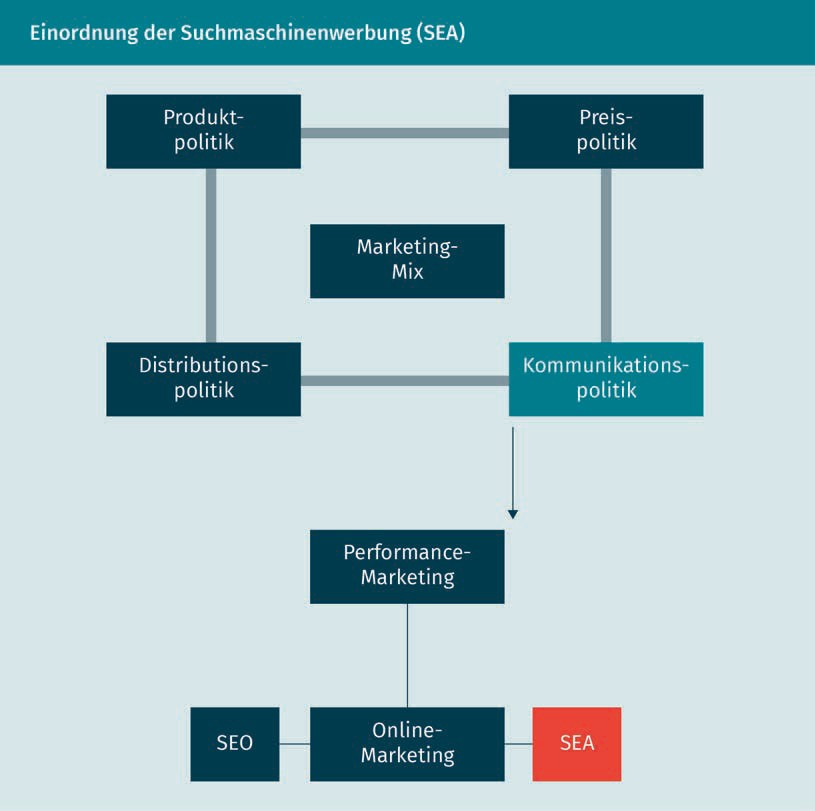 Einordnung der Suchmaschinenwerbung (SEA)
Produkt-
politik
Preis-
politik
Marketing-
Mix
Distributions-
politik
Kommunikations-
politik
Performance-
Marketing
SEO
Online-
Marketing
SEA